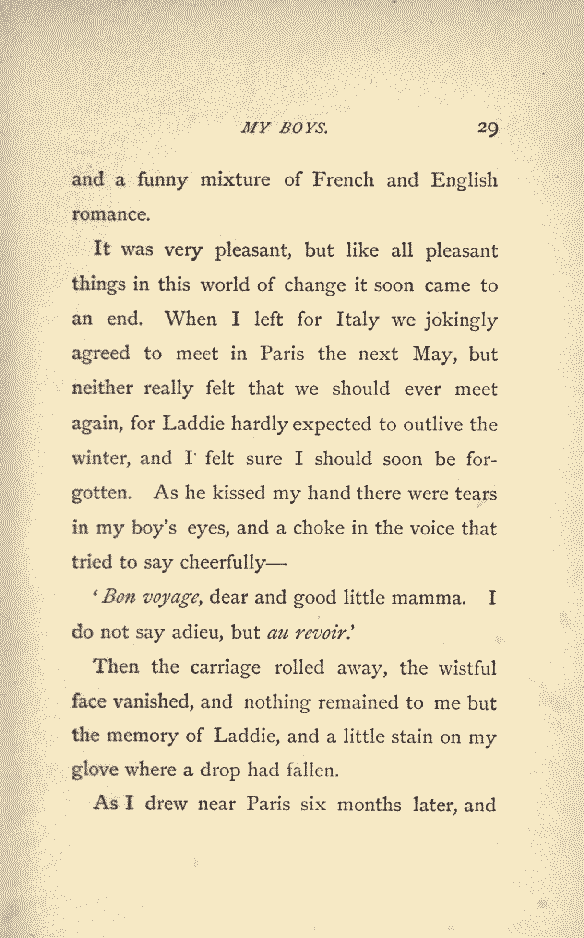 MY BOYS. 29
and a funny mixture of French and English
romance.
It was very pleasant, but like all pleasant
things in this world of change it soon came to
an end. When I left for Italy we jokingly
agreed to meet in Paris the next May, but
neither really felt that we should ever meet
again, for Laddie hardly expected to outlive the
winter, and I felt sure I should soon be for-
gotten. As he kissed my hand there were tears
in my boy's eyes, and a choke in the voice that
tried to say cheerfully—
'Bon voyage, dear and good little mamma. I
do not say adieu, but au revoir.'
Then the carriage rolled away, the wistful
face vanished, and nothing remained to me but
the memory of Laddie, and a little stain on my
glove where a drop had fallen.
As I drew near Paris six months later, and